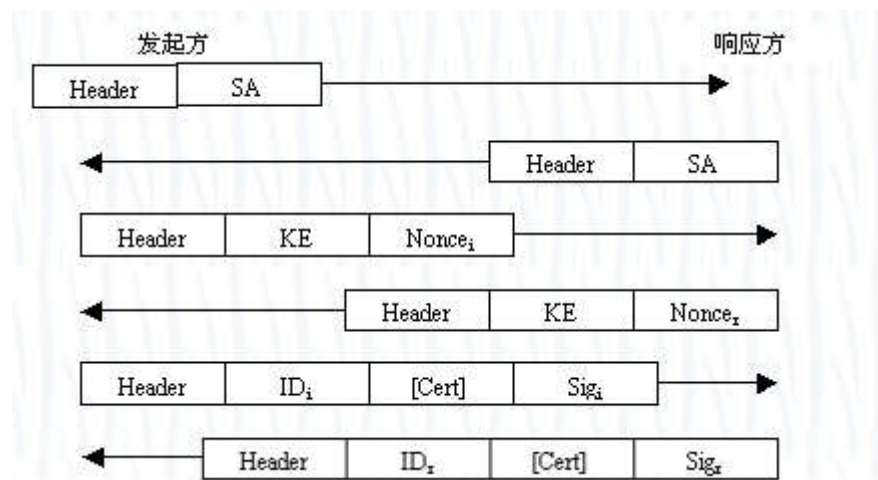 发起方 响应方
Header SA
Header SA
Header KE Nonceᵢ
Header KE Nonceᵣ
Header IDᵢ [Cert] Sigᵢ
Header IDᵣ [Cert] Sigᵣ